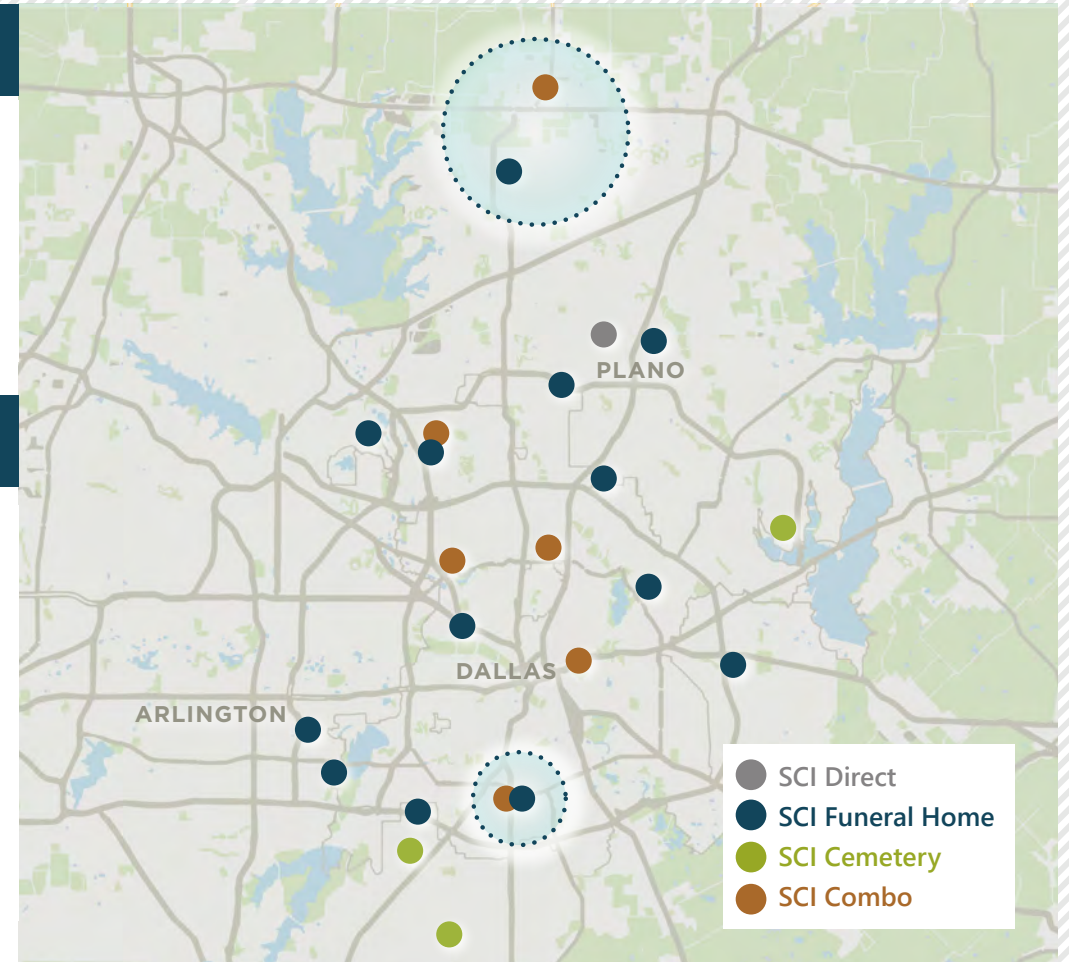 PLANO
DALLAS
ARLINGTON
SCI Direct
SCI Funeral Home
SCI Cemetery
SCI Combo